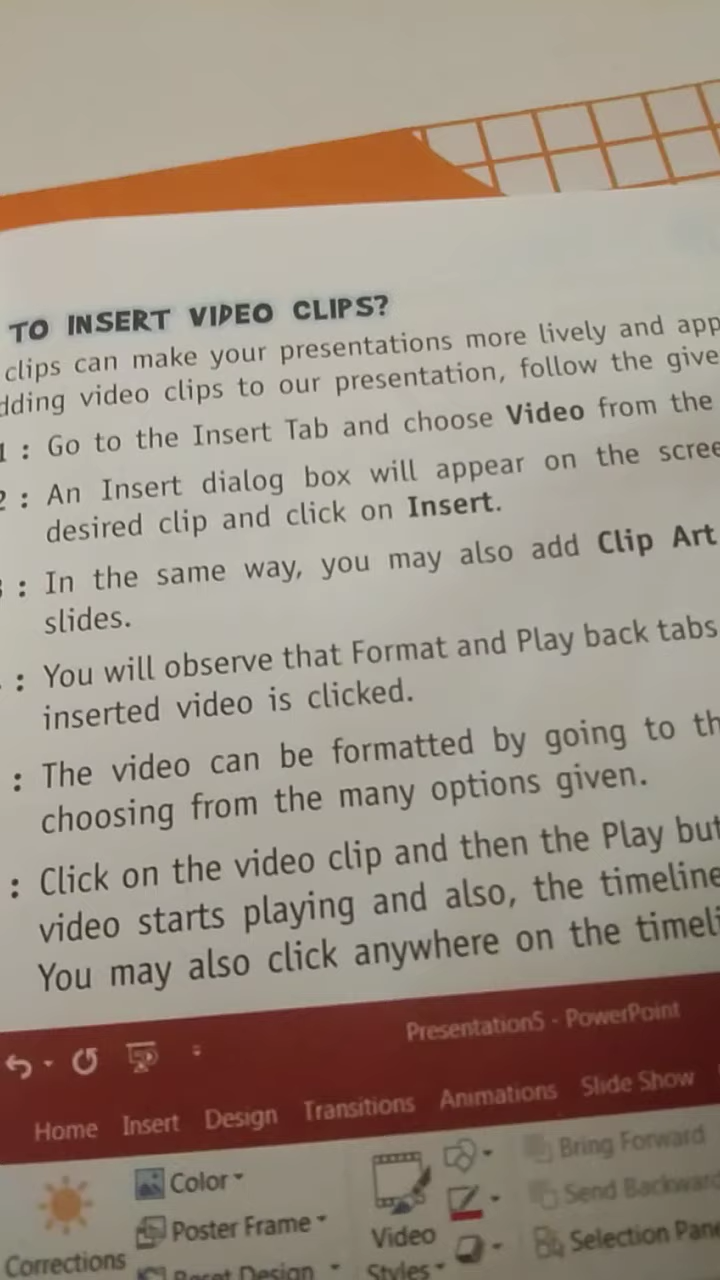 TO INSERT VIDEO CLIPS?
clips can make your presentations more lively and app
dding video clips to our presentation, follow the give
1 : Go to the Insert Tab and choose Video from the
2 : An Insert dialog box will appear on the scree
desired clip and click on Insert.
: In the same way, you may also add Clip Art
slides.
: You will observe that Format and Play back tabs
inserted video is clicked.
: The video can be formatted by going to th
choosing from the many options given.
: Click on the video clip and then the Play but
video starts playing and also, the timeline
You may also click anywhere on the timeli
Presentation5 - PowerPoint
Home Insert Design Transitions Animations Slide Show
Color Bring Forward
Poster Frame Send Backward
Corrections Reset Design Video Styles Selection Pane